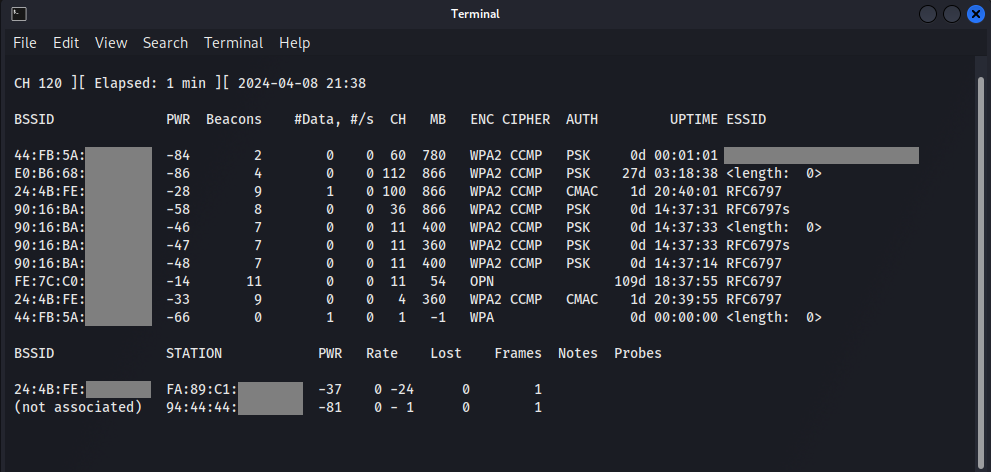 Terminal
File Edit View Search Terminal Help
CH 120 ][ Elapsed: 1 min ][ 2024-04-08 21:38
BSSID PWR Beacons #Data, #/s CH MB ENC CIPHER AUTH UPTIME ESSID
44:FB:5A: -84 2 0 0 60 780 WPA2 CCMP PSK 0d 00:01:01
E0:B6:68: -86 4 0 0 112 866 WPA2 CCMP PSK 27d 03:18:38 <length: 0>
24:4B:FE: -28 9 1 0 100 866 WPA2 CCMP CMAC 1d 20:40:01 RFC6797
90:16:BA: -58 8 0 0 36 866 WPA2 CCMP PSK 0d 14:37:31 RFC6797s
90:16:BA: -46 7 0 0 11 400 WPA2 CCMP PSK 0d 14:37:33 <length: 0>
90:16:BA: -47 7 0 0 11 360 WPA2 CCMP PSK 0d 14:37:33 RFC6797s
90:16:BA: -48 7 0 0 11 400 WPA2 CCMP PSK 0d 14:37:14 RFC6797
FE:7C:C0: -14 11 0 0 11 54 OPN 109d 18:37:55 RFC6797
24:4B:FE: -33 9 0 0 4 360 WPA2 CCMP CMAC 1d 20:39:55 RFC6797
44:FB:5A: -66 0 1 0 1 -1 WPA 0d 00:00:00 <length: 0>
BSSID STATION PWR Rate Lost Frames Notes Probes
24:4B:FE: FA:89:C1: -37 0 -24 0 1
(not associated) 94:44:44: -81 0 - 1 0 1